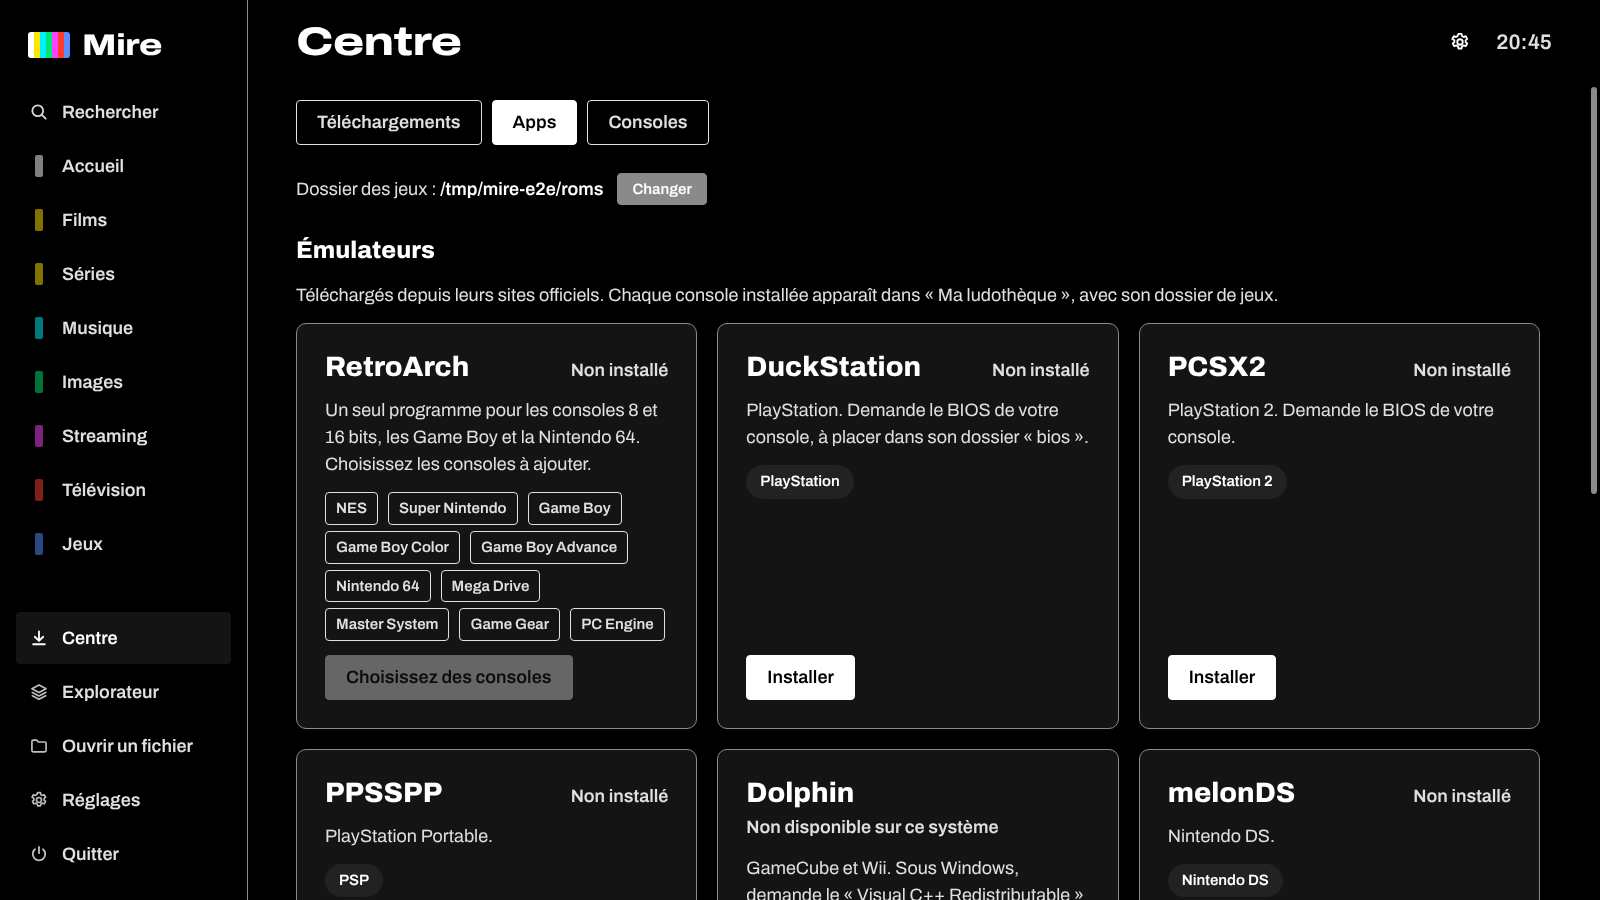 Mire
Rechercher
Accueil
Films
Séries
Musique
Images
Streaming
Télévision
Jeux
Centre
Explorateur
Ouvrir un fichier
Réglages
Quitter
Centre
20:45
Téléchargements
Apps
Consoles
Dossier des jeux : /tmp/mire-e2e/roms
Changer
Émulateurs
Téléchargés depuis leurs sites officiels. Chaque console installée apparaît dans « Ma ludothèque », avec son dossier de jeux.
RetroArch
Non installé
Un seul programme pour les consoles 8 et
16 bits, les Game Boy et la Nintendo 64.
Choisissez les consoles à ajouter.
NES
Super Nintendo
Game Boy
Game Boy Color
Game Boy Advance
Nintendo 64
Mega Drive
Master System
Game Gear
PC Engine
Choisissez des consoles
DuckStation
Non installé
PlayStation. Demande le BIOS de votre
console, à placer dans son dossier « bios ».
PlayStation
Installer
PCSX2
Non installé
PlayStation 2. Demande le BIOS de votre
console.
PlayStation 2
Installer
PPSSPP
Non installé
PlayStation Portable.
PSP
Dolphin
Non disponible sur ce système
GameCube et Wii. Sous Windows,
demande le « Visual C++ Redistributable »
melonDS
Non installé
Nintendo DS.
Nintendo DS